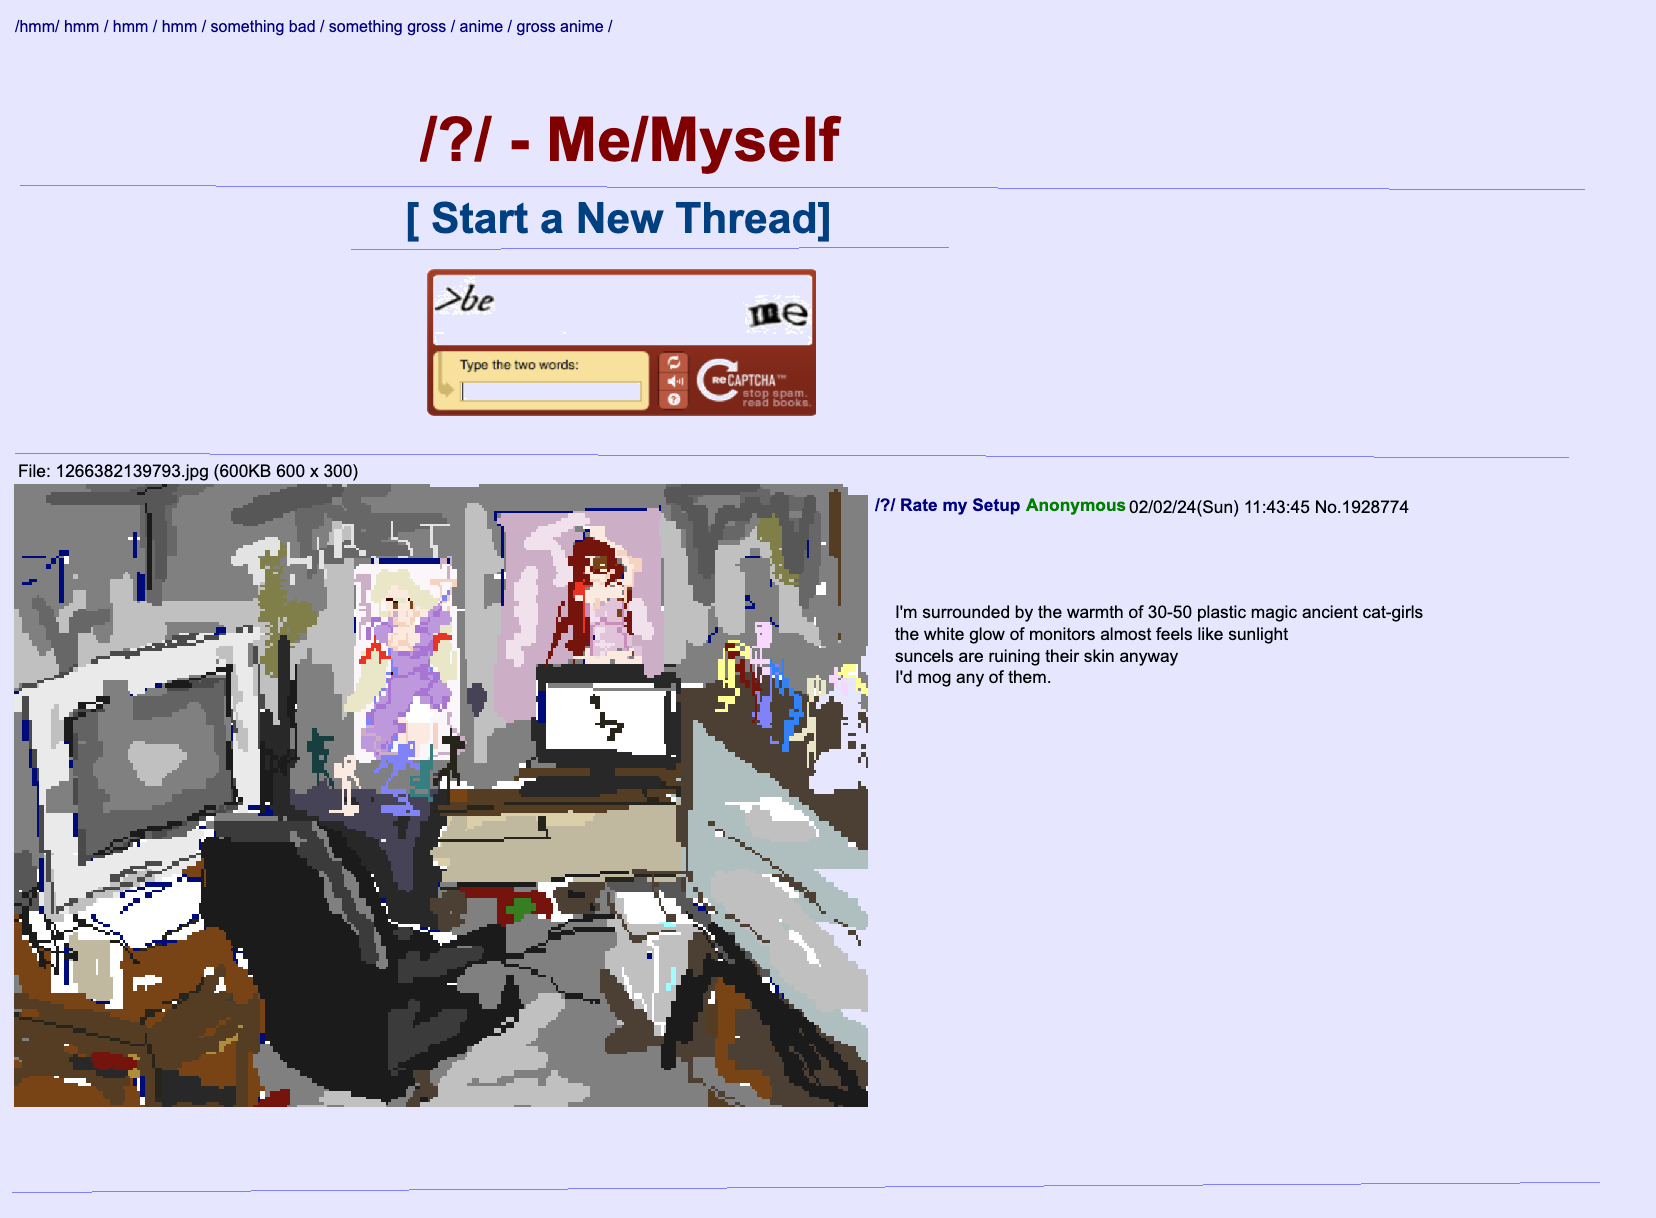 /hmm/ hmm / hmm / hmm / something bad / something gross / anime / gross anime /
/?/ - Me/Myself
[ Start a New Thread]
>be me
Type the two words:
reCAPTCHA™
stop spam.
read books.
File: 1266382139793.jpg (600KB 600 x 300)
/?/ Rate my Setup Anonymous 02/02/24(Sun) 11:43:45 No.1928774
I'm surrounded by the warmth of 30-50 plastic magic ancient cat-girls
the white glow of monitors almost feels like sunlight
suncels are ruining their skin anyway
I'd mog any of them.